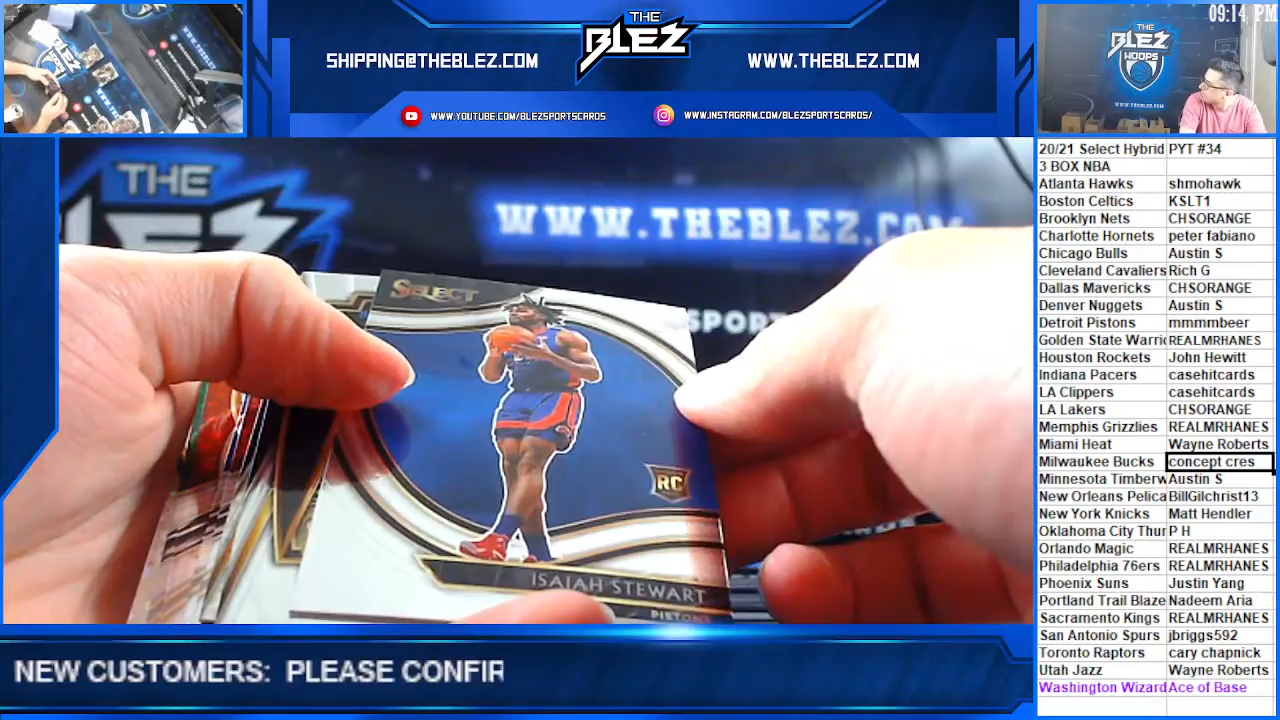 SHIPPING@THEBLEZ.COM
THE
BLEZ
WWW.THEBLEZ.COM
WWW.YOUTUBE.COM/BLEZSPORTSCARDS
WWW.INSTAGRAM.COM/BLEZSPORTSCARDS/
09:14 PM
THE
BLEZ
HOOPS
WWW.THEBLEZ.COM
THE
BLEZ
WWW.THEBLEZ.COM
SPORT
SELECT
RC
ISAIAH STEWART
PISTON
NEW CUSTOMERS: PLEASE CONFIR
20/21 Select Hybrid PYT #34
3 BOX NBA
Atlanta Hawks shmohawk
Boston Celtics KSLT1
Brooklyn Nets CHSORANGE
Charlotte Hornets peter fabiano
Chicago Bulls Austin S
Cleveland Cavaliers Rich G
Dallas Mavericks CHSORANGE
Denver Nuggets Austin S
Detroit Pistons mmmmbeer
Golden State Warri REALMRHANES
Houston Rockets John Hewitt
Indiana Pacers casehitcards
LA Clippers casehitcards
LA Lakers CHSORANGE
Memphis Grizzlies REALMRHANES
Miami Heat Wayne Roberts
Milwaukee Bucks concept cres
Minnesota Timberw Austin S
New Orleans Pelica BillGilchrist13
New York Knicks Matt Hendler
Oklahoma City Thun P H
Orlando Magic REALMRHANES
Philadelphia 76ers REALMRHANES
Phoenix Suns Justin Yang
Portland Trail Blaze Nadeem Aria
Sacramento Kings REALMRHANES
San Antonio Spurs jbriggs592
Toronto Raptors cary chapnick
Utah Jazz Wayne Roberts
Washington Wizard Ace of Base